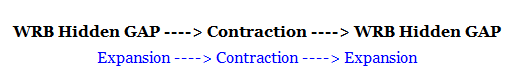 WRB Hidden GAP ----> Contraction ----> WRB Hidden GAP
Expansion ----> Contraction ----> Expansion